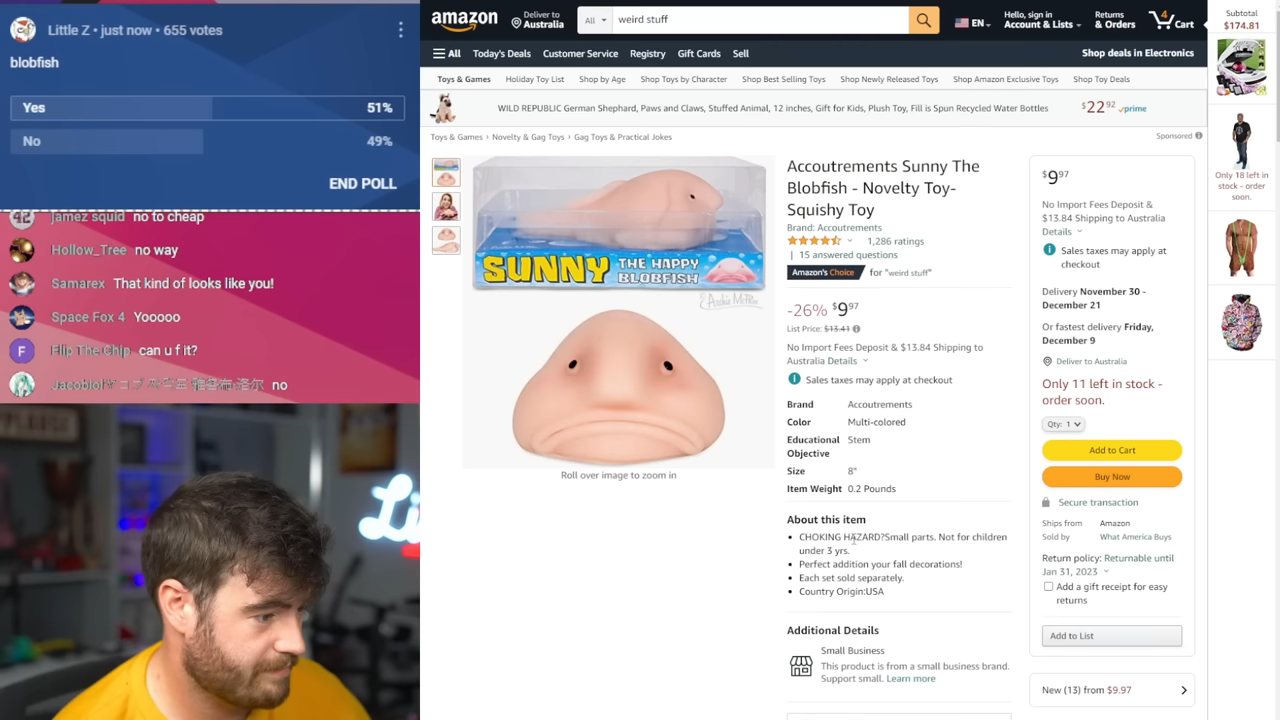 Little Z • just now • 655 votes
blobfish
Yes 51%
No 49%
END POLL
jamez squid no to cheap
Hollow_Tree no way
Samarex That kind of looks like you!
Space Fox 4 Yooooo
F Flip The Chip can u f it?
no
Li
amazon
Deliver to
Australia
All weird stuff
EN
Hello, sign in
Account & Lists
Returns
& Orders
4
Cart
Subtotal
$174.81
All Today's Deals Customer Service Registry Gift Cards Sell
Shop deals in Electronics
Toys & Games Holiday Toy List Shop by Age Shop Toys by Character Shop Best Selling Toys Shop Newly Released Toys Shop Amazon Exclusive Toys Shop Toy Deals
WILD REPUBLIC German Shepherd, Paws and Claws, Stuffed Animal, 12 inches, Gift for Kids, Plush Toy, Fill is Spun Recycled Water Bottles $22 92 prime
Toys & Games › Novelty & Gag Toys › Gag Toys & Practical Jokes
Sponsored
SUNNY THE HAPPY
BLOBFISH
Archie McPhee
Roll over image to zoom in
Accoutrements Sunny The
Blobfish - Novelty Toy-
Squishy Toy
Brand: Accoutrements
1,286 ratings
| 15 answered questions
Amazon's Choice for "weird stuff"
-26% $9 97
List Price: $13.41
No Import Fees Deposit & $13.84 Shipping to
Australia Details
Sales taxes may apply at checkout
Brand Accoutrements
Color Multi-colored
Educational Stem
Objective
Size 8"
Item Weight 0.2 Pounds
About this item
• CHOKING HAZARD?Small parts. Not for children
under 3 yrs.
• Perfect addition your fall decorations!
• Each set sold separately.
• Country Origin:USA
Additional Details
Small Business
This product is from a small business brand.
Support small. Learn more
$9 97
No Import Fees Deposit &
$13.84 Shipping to Australia
Details
Sales taxes may apply at
checkout
Delivery November 30 -
December 21
Or fastest delivery Friday,
December 9
Deliver to Australia
Only 11 left in stock -
order soon.
Qty: 1
Add to Cart
Buy Now
Secure transaction
Ships from Amazon
Sold by What America Buys
Return policy: Returnable until
Jan 31, 2023
Add a gift receipt for easy
returns
Add to List
New (13) from $9.97
Only 18 left in
stock - order
soon.